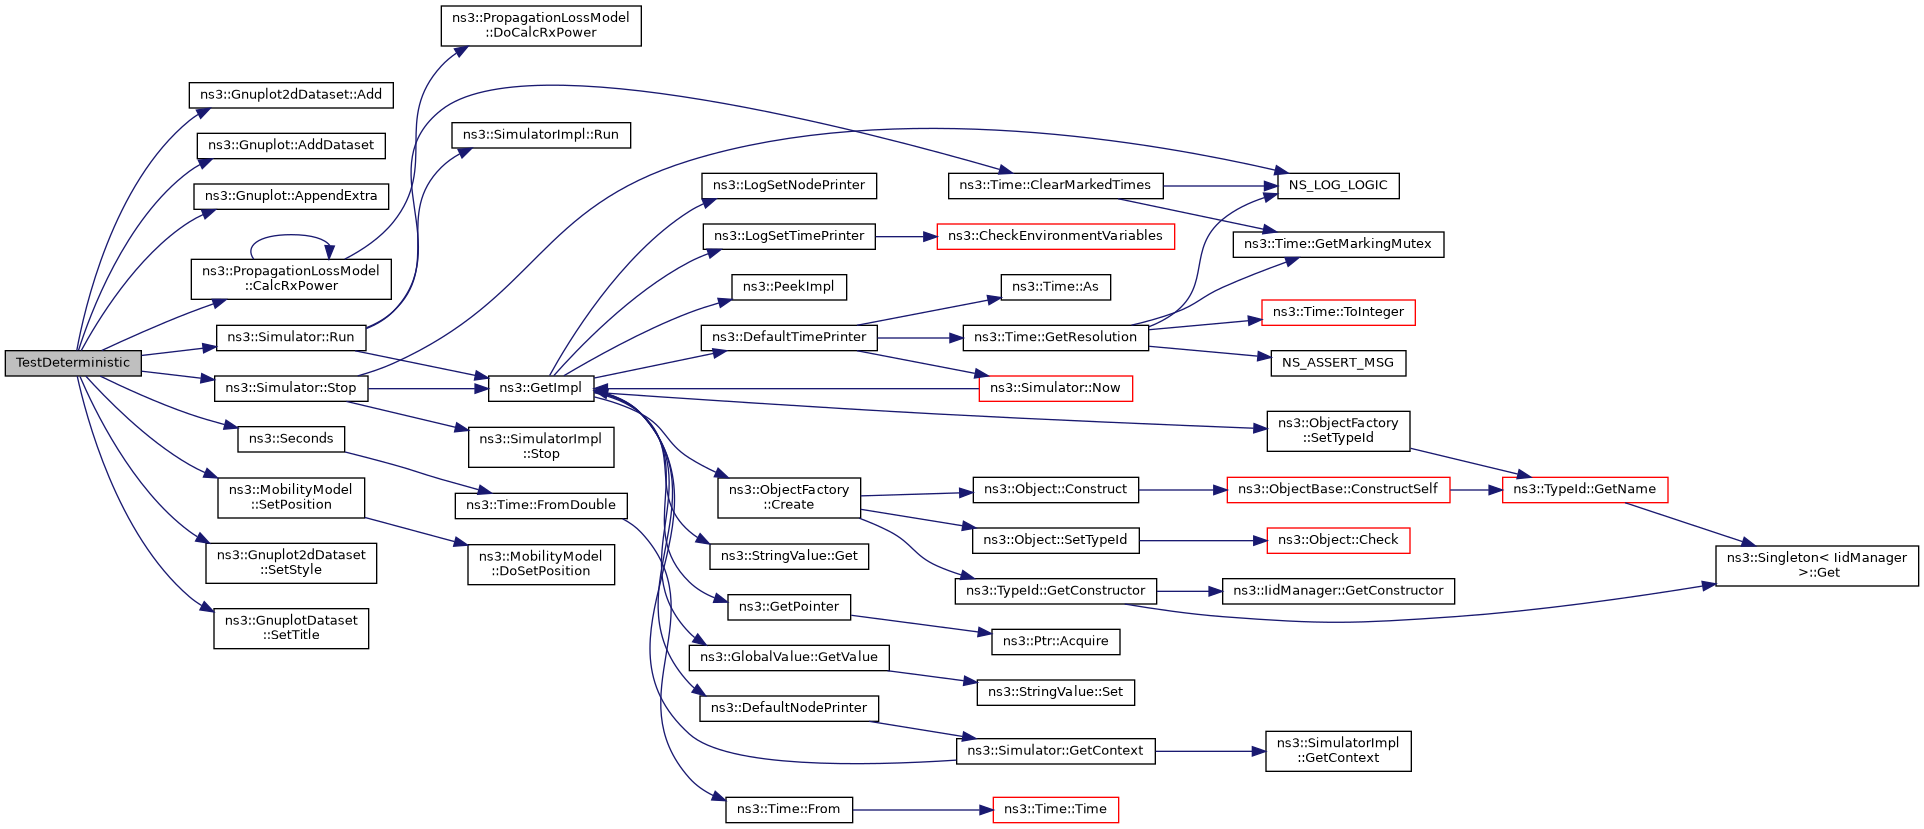 TestDeterministic
ns3::Gnuplot2dDataset::Add
ns3::Gnuplot::AddDataset
ns3::Gnuplot::AppendExtra
ns3::PropagationLossModel
::CalcRxPower
ns3::Simulator::Run
ns3::Simulator::Stop
ns3::Seconds
ns3::MobilityModel
::SetPosition
ns3::Gnuplot2dDataset
::SetStyle
ns3::GnuplotDataset
::SetTitle
ns3::PropagationLossModel
::DoCalcRxPower
ns3::SimulatorImpl::Run
ns3::GetImpl
ns3::SimulatorImpl
::Stop
ns3::Time::FromDouble
ns3::MobilityModel
::DoSetPosition
ns3::LogSetNodePrinter
ns3::LogSetTimePrinter
ns3::PeekImpl
ns3::DefaultTimePrinter
ns3::ObjectFactory
::Create
ns3::StringValue::Get
ns3::GetPointer
ns3::GlobalValue::GetValue
ns3::DefaultNodePrinter
ns3::Time::From
ns3::Time::ClearMarkedTimes
ns3::CheckEnvironmentVariables
ns3::Time::As
ns3::Time::GetResolution
ns3::Simulator::Now
ns3::Object::Construct
ns3::Object::SetTypeId
ns3::TypeId::GetConstructor
ns3::Ptr::Acquire
ns3::StringValue::Set
ns3::Simulator::GetContext
ns3::Time::Time
NS_LOG_LOGIC
ns3::Time::GetMarkingMutex
ns3::Time::ToInteger
NS_ASSERT_MSG
ns3::ObjectFactory
::SetTypeId
ns3::ObjectBase::ConstructSelf
ns3::Object::Check
ns3::IidManager::GetConstructor
ns3::SimulatorImpl
::GetContext
ns3::TypeId::GetName
ns3::Singleton< IidManager
>::Get